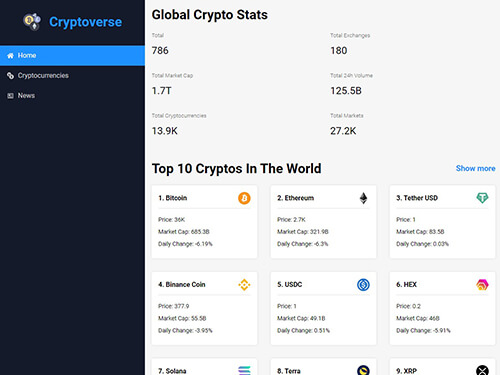 Cryptoverse
Home
Cryptocurrencies
News
Global Crypto Stats
Total
786
Total Exchanges
180
Total Market Cap
1.7T
Total 24h Volume
125.5B
Total Cryptocurrencies
13.9K
Total Markets
27.2K
Top 10 Cryptos In The World
Show more
1. Bitcoin
Price: 36K
Market Cap: 685.3B
Daily Change: -6.19%
2. Ethereum
Price: 2.7K
Market Cap: 321.9B
Daily Change: -6.3%
3. Tether USD
Price: 1
Market Cap: 83.5B
Daily Change: 0.03%
4. Binance Coin
Price: 377.9
Market Cap: 55.5B
Daily Change: -3.95%
5. USDC
Price: 1
Market Cap: 49.1B
Daily Change: 0.51%
6. HEX
Price: 0.2
Market Cap: 46B
Daily Change: -5.91%
7. Solana
8. Terra
9. XRP